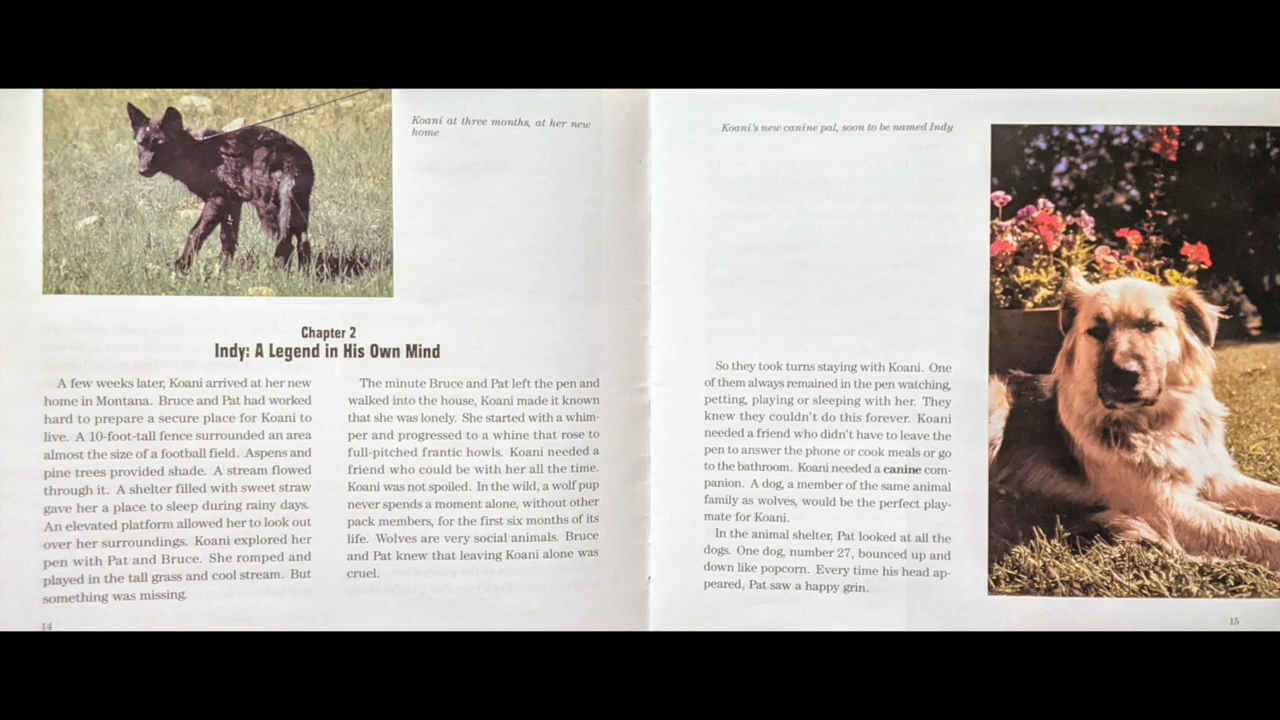 Koani at three months, at her new
home
Chapter 2
Indy: A Legend in His Own Mind
A few weeks later, Koani arrived at her new
home in Montana. Bruce and Pat had worked
hard to prepare a secure place for Koani to
live. A 10-foot-tall fence surrounded an area
almost the size of a football field. Aspens and
pine trees provided shade. A stream flowed
through it. A shelter filled with sweet straw
gave her a place to sleep during rainy days.
An elevated platform allowed her to look out
over her surroundings. Koani explored her
pen with Pat and Bruce. She romped and
played in the tall grass and cool stream. But
something was missing.
The minute Bruce and Pat left the pen and
walked into the house, Koani made it known
that she was lonely. She started with a whim-
per and progressed to a whine that rose to
full-pitched frantic howls. Koani needed a
friend who could be with her all the time.
Koani was not spoiled. In the wild, a wolf pup
never spends a moment alone, without other
pack members, for the first six months of its
life. Wolves are very social animals. Bruce
and Pat knew that leaving Koani alone was
cruel.
14
Koani's new canine pal, soon to be named Indy
So they took turns staying with Koani. One
of them always remained in the pen watching,
petting, playing or sleeping with her. They
knew they couldn't do this forever. Koani
needed a friend who didn't have to leave the
pen to answer the phone or cook meals or go
to the bathroom. Koani needed a canine com-
panion. A dog, a member of the same animal
family as wolves, would be the perfect play-
mate for Koani.
In the animal shelter, Pat looked at all the
dogs. One dog, number 27, bounced up and
down like popcorn. Every time his head ap-
peared, Pat saw a happy grin.
15